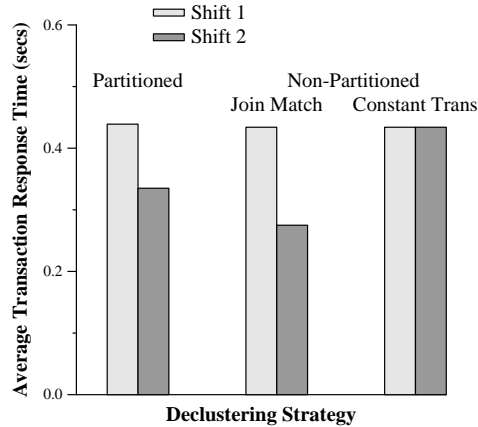 Shift 1
Shift 2
Average Transaction Response Time (secs)
0.6
0.4
0.2
0.0
Partitioned
Non-Partitioned
Join Match
Constant Trans
Declustering Strategy